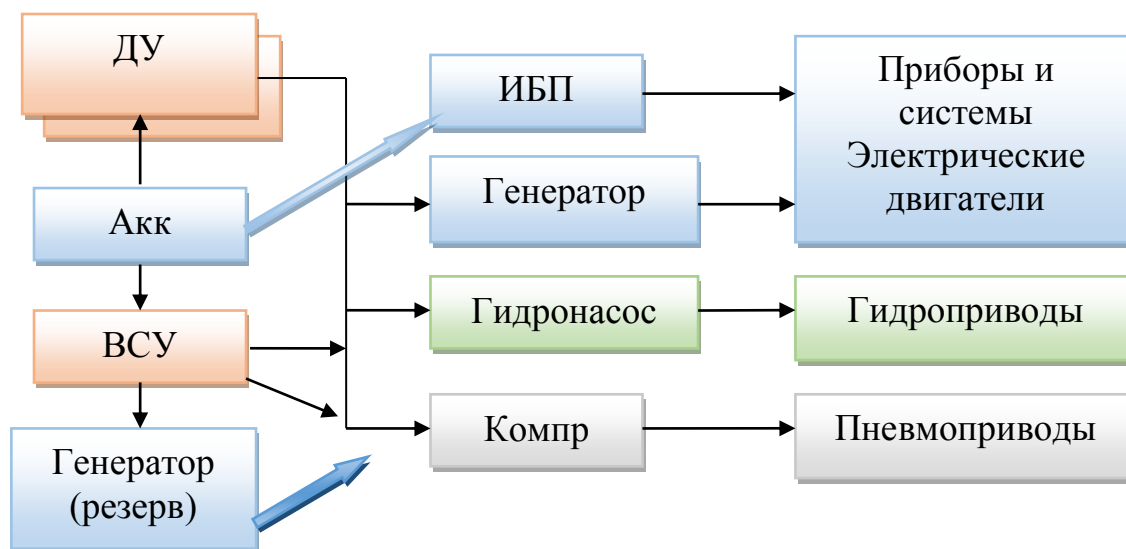 ДУ
ИБП
Приборы и
системы
Электрические
двигатели
Акк
Генератор
ВСУ
Гидронасос
Гидроприводы
Генератор
(резерв)
Компр
Пневмоприводы